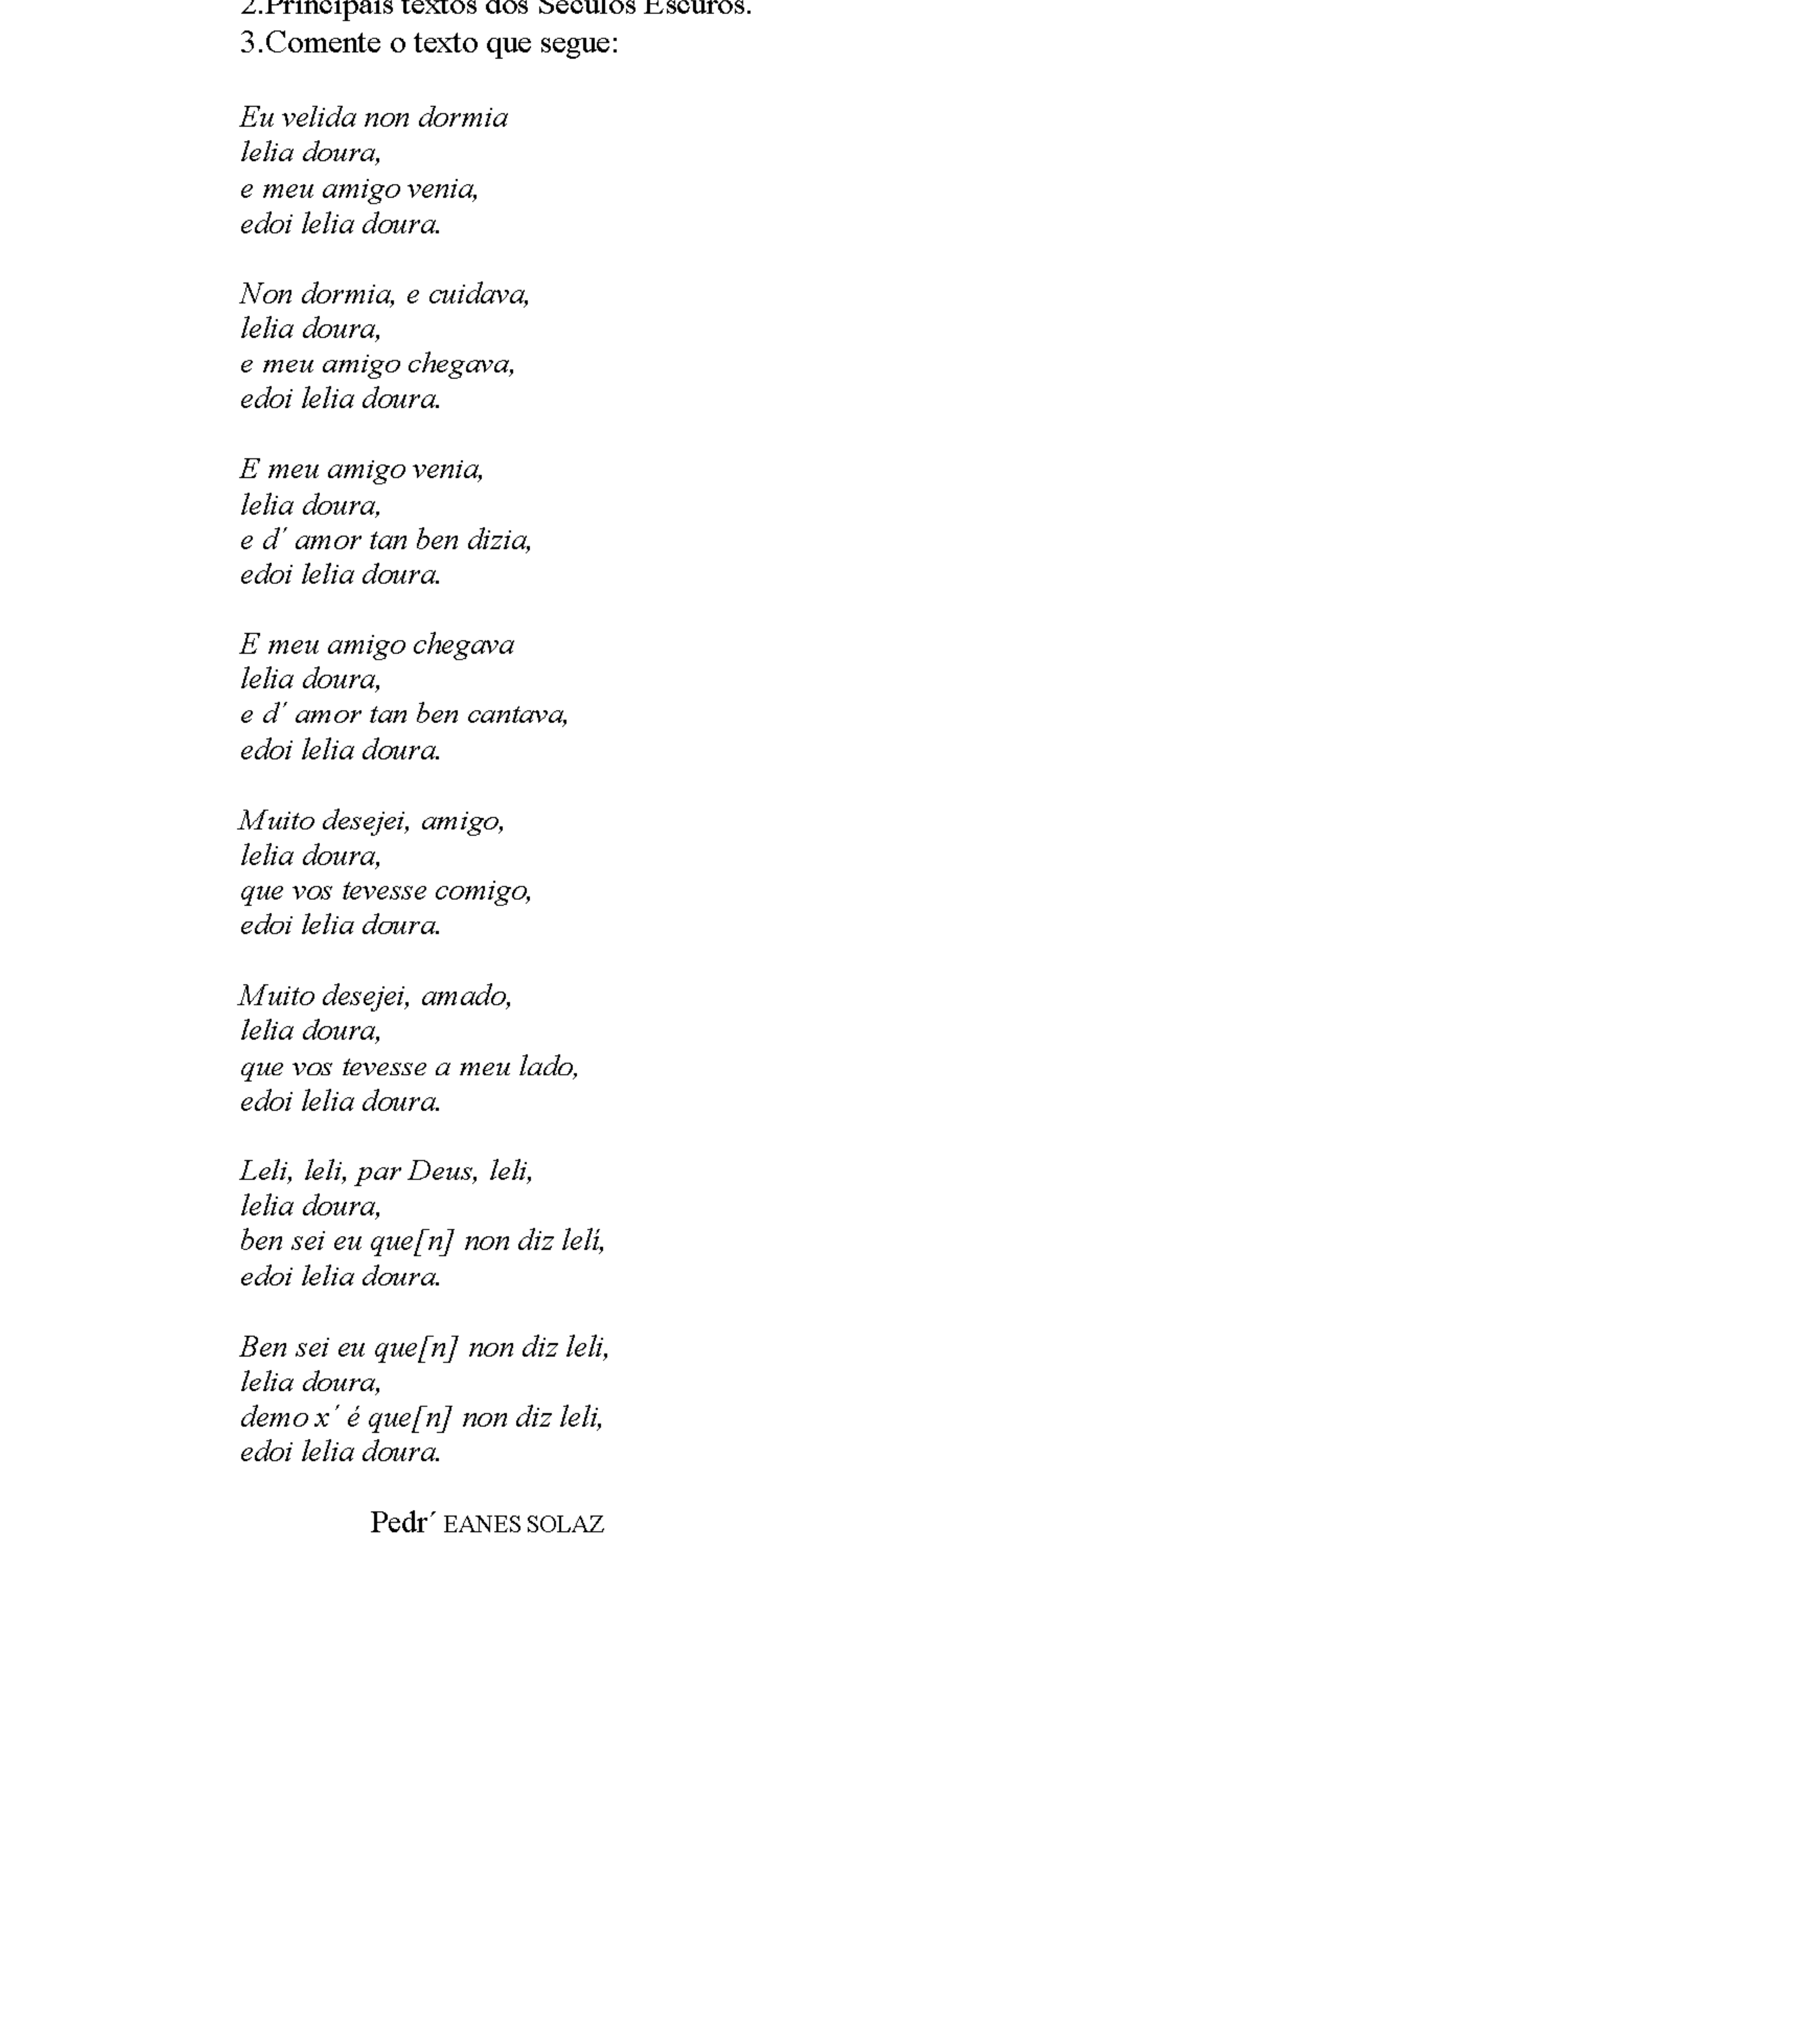 2.Principais textos dos Séculos Escuros.
3.Comente o texto que segue:
Eu velida non dormia
lelia doura,
e meu amigo venia,
edoi lelia doura.
Non dormia, e cuidava,
lelia doura,
e meu amigo chegava,
edoi lelia doura.
E meu amigo venia,
lelia doura,
e d´ amor tan ben dizia,
edoi lelia doura.
E meu amigo chegava
lelia doura,
e d´ amor tan ben cantava,
edoi lelia doura.
Muito desejei, amigo,
lelia doura,
que vos tevesse comigo,
edoi lelia doura.
Muito desejei, amado,
lelia doura,
que vos tevesse a meu lado,
edoi lelia doura.
Leli, leli, par Deus, leli,
lelia doura,
ben sei eu que[n] non diz lelí,
edoi lelia doura.
Ben sei eu que[n] non diz leli,
lelia doura,
demo x´ é que[n] non diz leli,
edoi lelia doura.
Pedr´ EANES SOLAZ